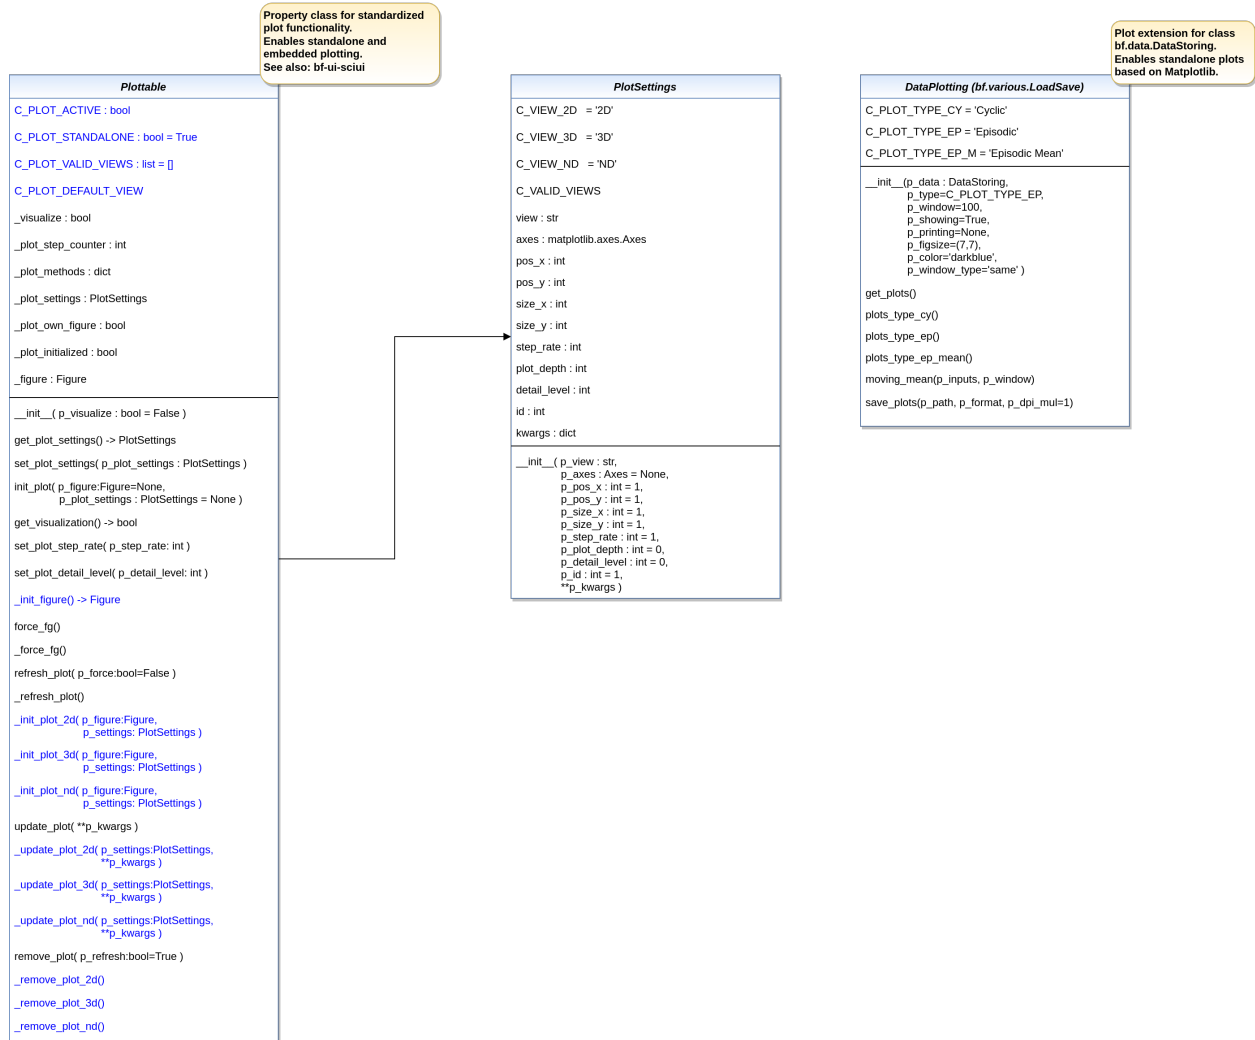 Property class for standardized
plot functionality.
Enables standalone and
embedded plotting.
See also: bf-ui-sciui
Plottable
C_PLOT_ACTIVE : bool
C_PLOT_STANDALONE : bool = True
C_PLOT_VALID_VIEWS : list = []
C_PLOT_DEFAULT_VIEW
_visualize : bool
_plot_step_counter : int
_plot_methods : dict
_plot_settings : PlotSettings
_plot_own_figure : bool
_plot_initialized : bool
_figure : Figure
__init__( p_visualize : bool = False )
get_plot_settings() -> PlotSettings
set_plot_settings( p_plot_settings : PlotSettings )
init_plot( p_figure:Figure=None,
p_plot_settings : PlotSettings = None )
get_visualization() -> bool
set_plot_step_rate( p_step_rate: int )
set_plot_detail_level( p_detail_level: int )
_init_figure() -> Figure
force_fg()
_force_fg()
refresh_plot( p_force:bool=False )
_refresh_plot()
_init_plot_2d( p_figure:Figure,
p_settings: PlotSettings )
_init_plot_3d( p_figure:Figure,
p_settings: PlotSettings )
_init_plot_nd( p_figure:Figure,
p_settings: PlotSettings )
update_plot( **p_kwargs )
_update_plot_2d( p_settings:PlotSettings,
**p_kwargs )
_update_plot_3d( p_settings:PlotSettings,
**p_kwargs )
_update_plot_nd( p_settings:PlotSettings,
**p_kwargs )
remove_plot( p_refresh:bool=True )
_remove_plot_2d()
_remove_plot_3d()
_remove_plot_nd()
PlotSettings
C_VIEW_2D = '2D'
C_VIEW_3D = '3D'
C_VIEW_ND = 'ND'
C_VALID_VIEWS
view : str
axes : matplotlib.axes.Axes
pos_x : int
pos_y : int
size_x : int
size_y : int
step_rate : int
plot_depth : int
detail_level : int
id : int
kwargs : dict
__init__( p_view : str,
p_axes : Axes = None,
p_pos_x : int = 1,
p_pos_y : int = 1,
p_size_x : int = 1,
p_size_y : int = 1,
p_step_rate : int = 1,
p_plot_depth : int = 0,
p_detail_level : int = 0,
p_id : int = 1,
**p_kwargs )
Plot extension for class
bf.data.DataStoring.
Enables standalone plots
based on Matplotlib.
DataPlotting (bf.various.LoadSave)
C_PLOT_TYPE_CY = 'Cyclic'
C_PLOT_TYPE_EP = 'Episodic'
C_PLOT_TYPE_EP_M = 'Episodic Mean'
__init__(p_data : DataStoring,
p_type=C_PLOT_TYPE_EP,
p_window=100,
p_showing=True,
p_printing=None,
p_figsize=(7,7),
p_color='darkblue',
p_window_type='same' )
get_plots()
plots_type_cy()
plots_type_ep()
plots_type_ep_mean()
moving_mean(p_inputs, p_window)
save_plots(p_path, p_format, p_dpi_mul=1)